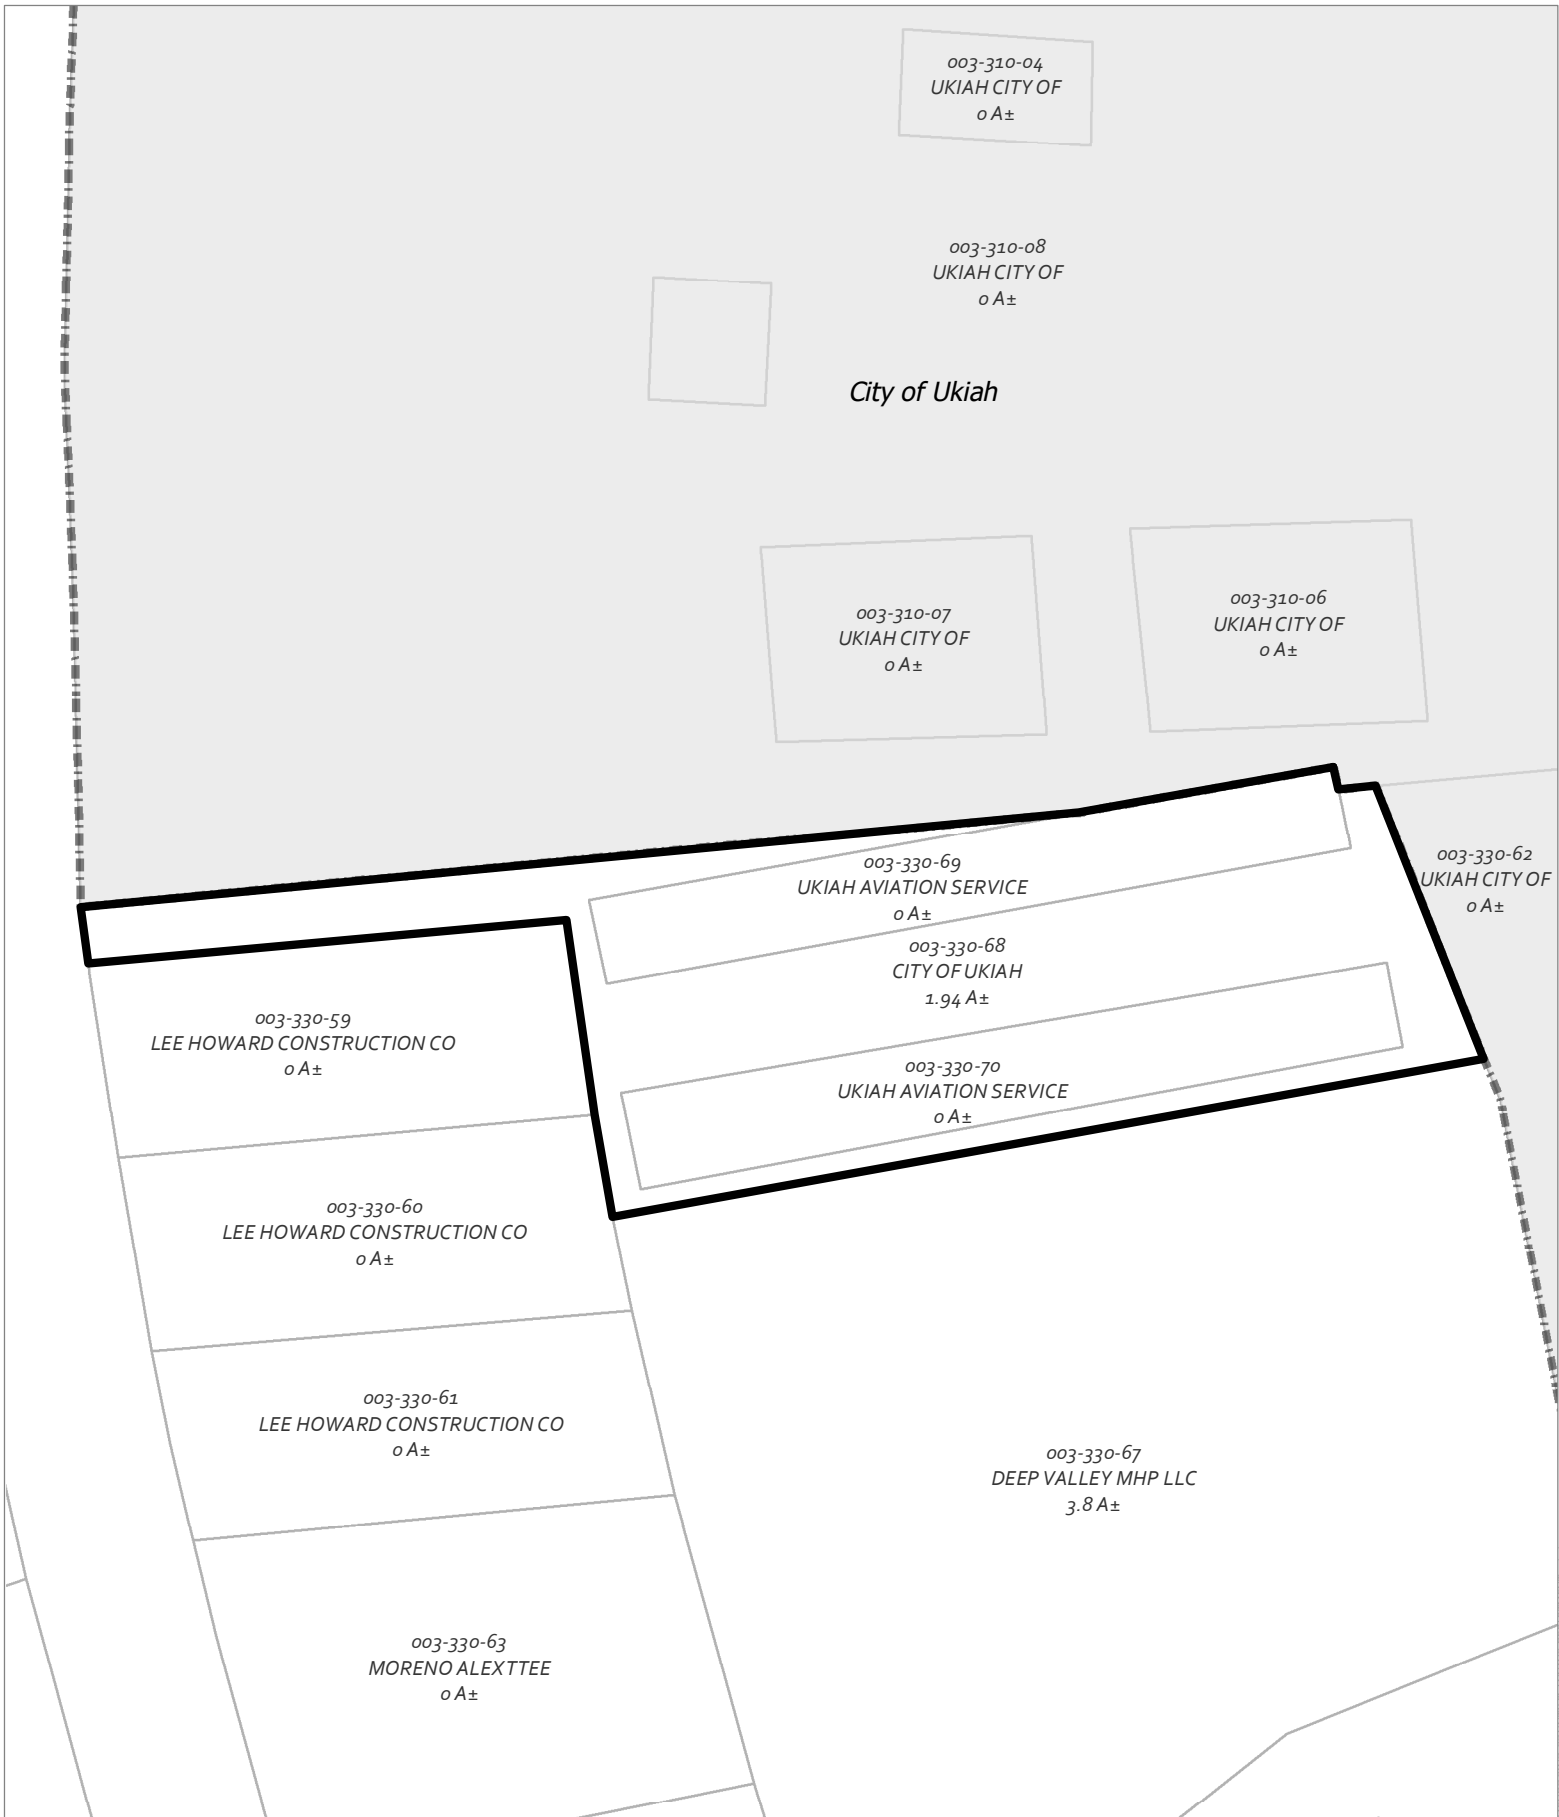 003-310-04
UKIAH CITY OF
0 A±
003-310-08
UKIAH CITY OF
0 A±
City of Ukiah
003-310-07
UKIAH CITY OF
0 A±
003-310-06
UKIAH CITY OF
0 A±
003-330-69
UKIAH AVIATION SERVICE
0 A±
003-330-62
UKIAH CITY OF
0 A±
003-330-68
CITY OF UKIAH
1.94 A±
003-330-59
LEE HOWARD CONSTRUCTION CO
0 A±
003-330-70
UKIAH AVIATION SERVICE
0 A±
003-330-60
LEE HOWARD CONSTRUCTION CO
0 A±
003-330-61
LEE HOWARD CONSTRUCTION CO
0 A±
003-330-67
DEEP VALLEY MHP LLC
3.8 A±
003-330-63
MORENO ALEX TTEE
0 A±